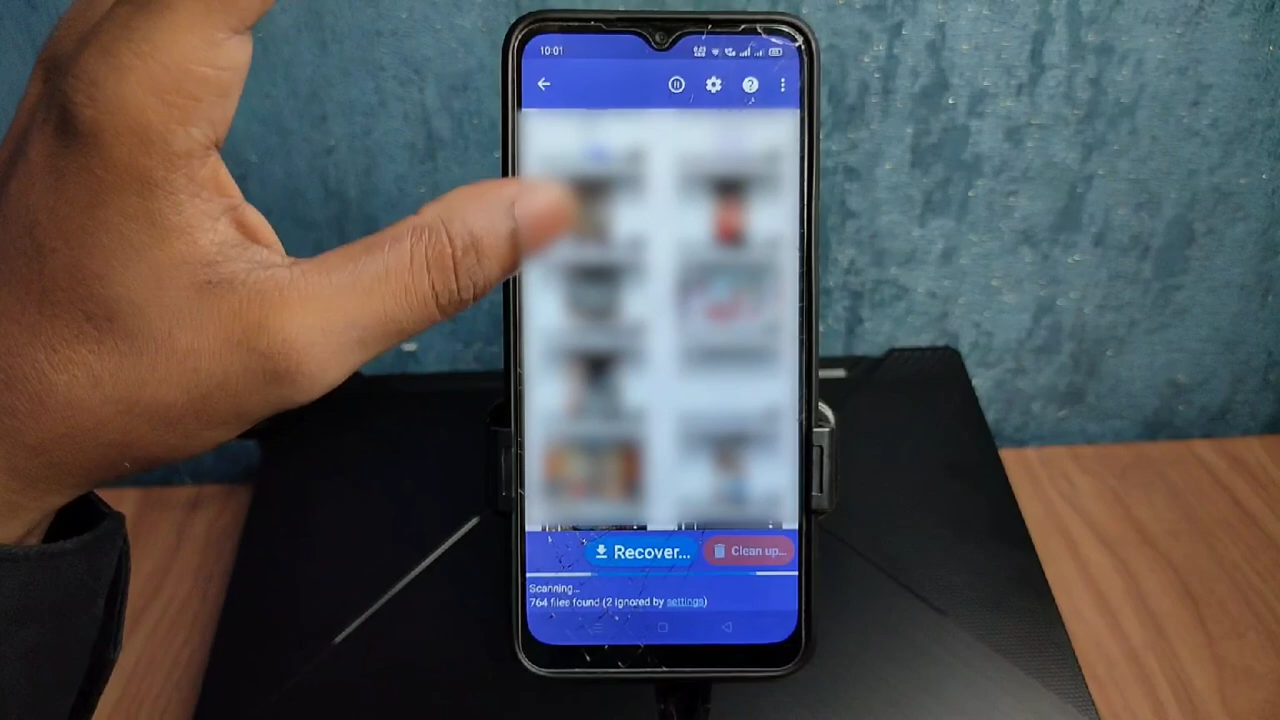 10:01
Recover...
Clean up...
Scanning...
764 files found (2 ignored by settings)